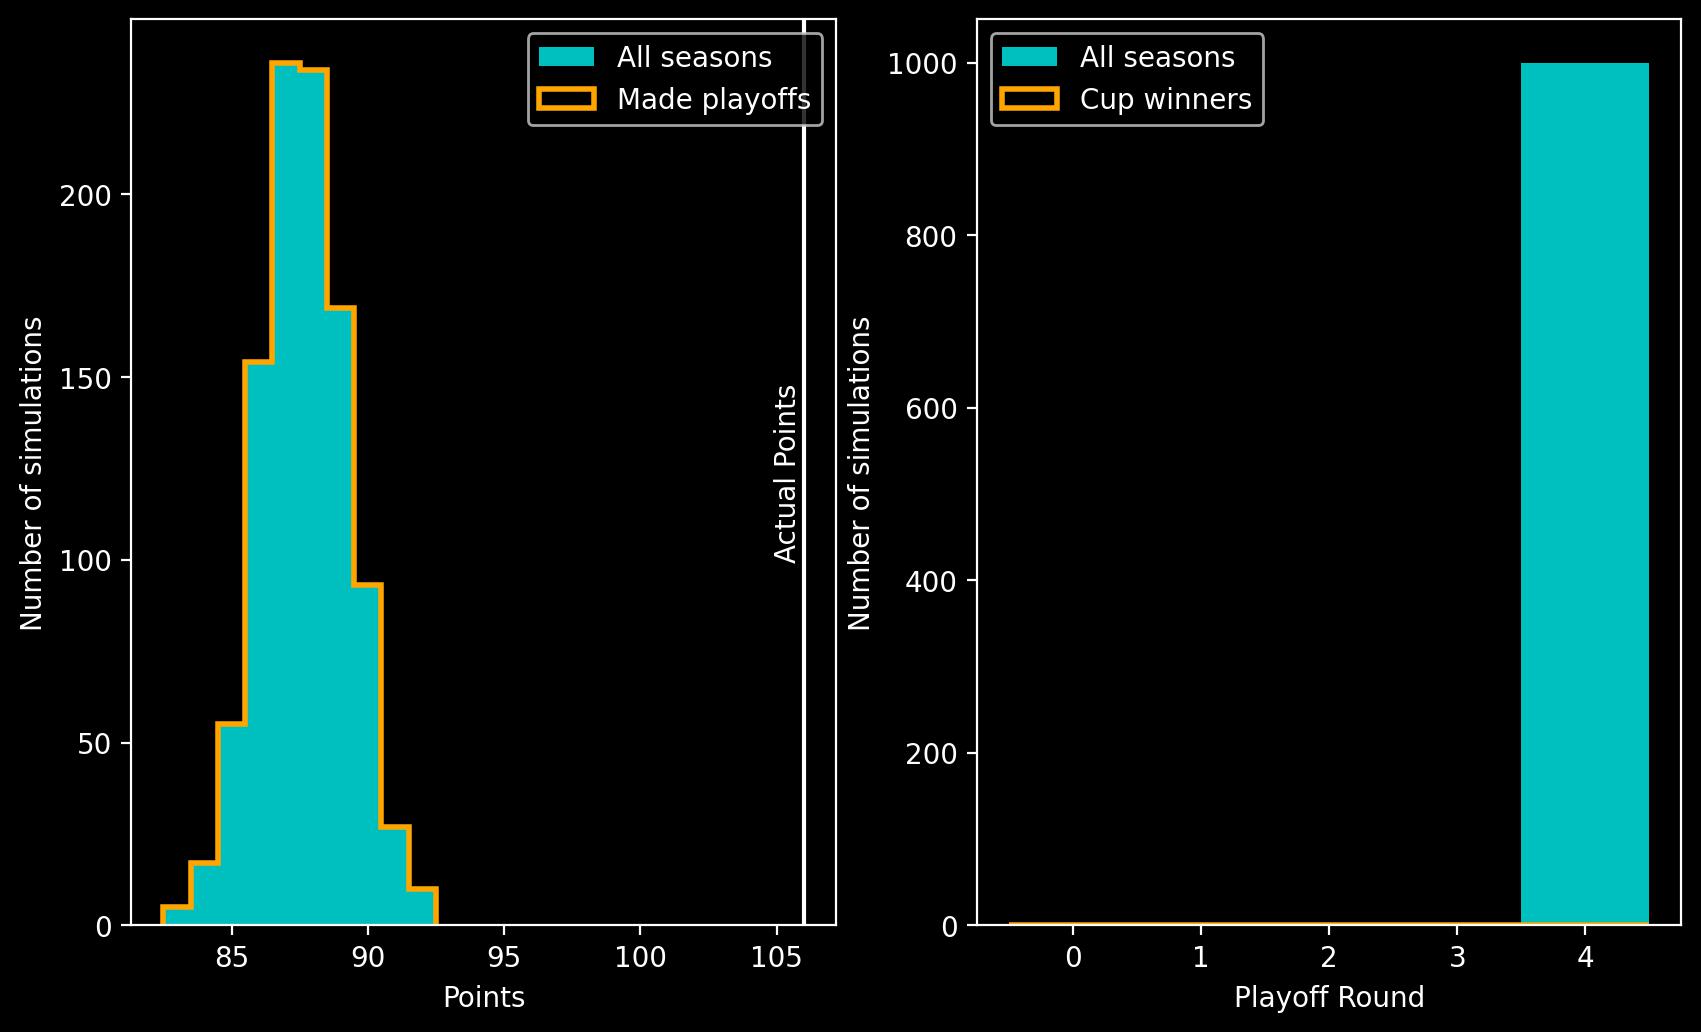 All seasons
Made playoffs
Actual Points
Number of simulations
200
150
100
50
0
85 90 95 100 105
Points
All seasons
Cup winners
Number of simulations
1000
800
600
400
200
0
0 1 2 3 4
Playoff Round